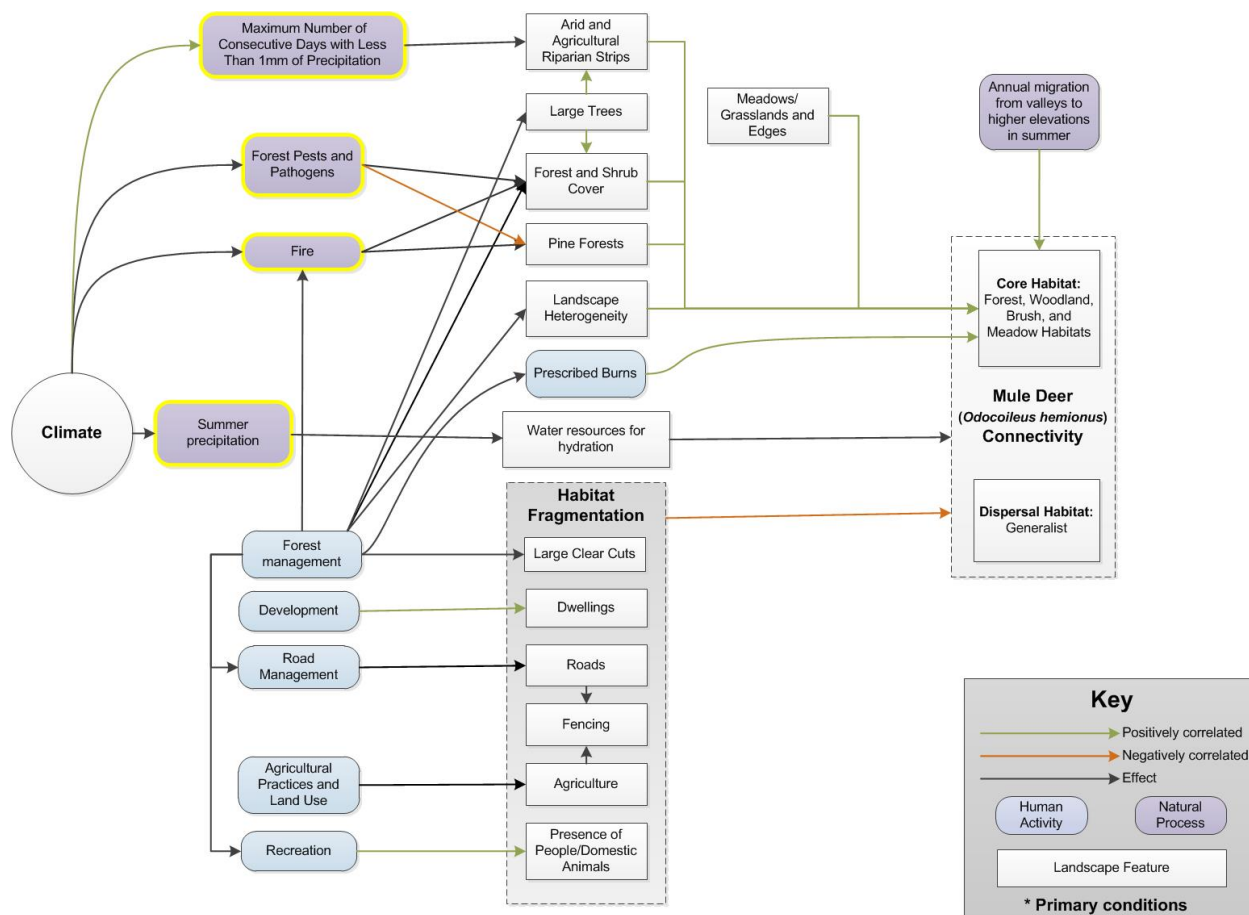 Maximum Number of
Consecutive Days with Less
Than 1mm of Precipitation
Arid and
Agricultural
Riparian Strips
Large Trees
Meadows/
Grasslands and
Edges
Annual migration
from valleys to
higher elevations
in summer
Forest Pests and
Pathogens
Forest and Shrub
Cover
Fire
Pine Forests
Landscape
Heterogeneity
Core Habitat:
Forest, Woodland,
Brush, and
Meadow Habitats
Prescribed Burns
Climate
Summer
precipitation
Water resources for
hydration
Mule Deer
(Odocoileus hemionus)
Connectivity
Habitat
Fragmentation
Dispersal Habitat:
Generalist
Forest
management
Large Clear Cuts
Development
Dwellings
Road
Management
Roads
Fencing
Agricultural
Practices and
Land Use
Agriculture
Recreation
Presence of
People/Domestic
Animals
Key
Positively correlated
Negatively correlated
Effect
Human
Activity
Natural
Process
Landscape Feature
* Primary conditions